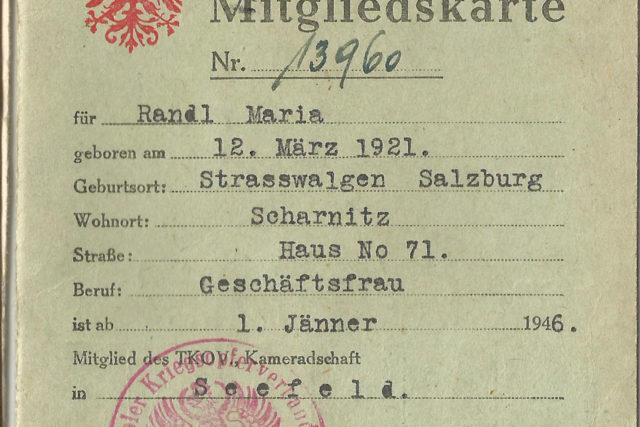 Mitgliedskarte
Nr. 13960
für Randl Maria
geboren am 12. März 1921.
Geburtsort: Strasswalgen Salzburg
Wohnort: Scharnitz
Straße: Haus No 71.
Beruf: Geschäftsfrau
ist ab 1. Jänner 1946.
Mitglied des TKOV., Kameradschaft
in Seefeld.
Kriegsopferverband